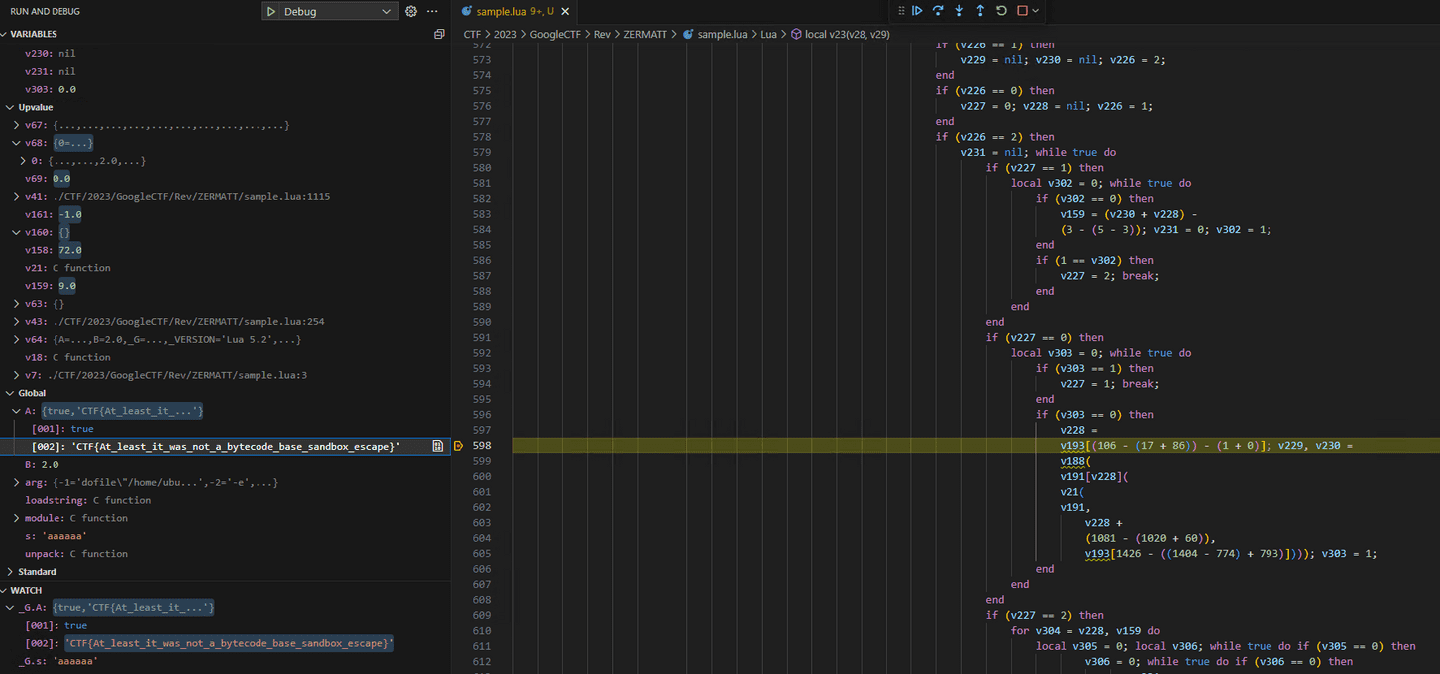 RUN AND DEBUG
Debug
VARIABLES
v230: nil
v231: nil
v303: 0.0
Upvalue
v67: {...,...,...,...,...,...,...,...,...,...}
v68: {0=...}
0: {...,...,2.0,...}
v69: 0.0
v41: ./CTF/2023/GoogleCTF/Rev/ZERMATT/sample.lua:1115
v161: -1.0
v160: {}
v158: 72.0
v21: C function
v159: 9.0
v63: {}
v43: ./CTF/2023/GoogleCTF/Rev/ZERMATT/sample.lua:254
v64: {A=...,B=2.0,_G=...,_VERSION='Lua 5.2',...}
v18: C function
v7: ./CTF/2023/GoogleCTF/Rev/ZERMATT/sample.lua:3
Global
A: {true,'CTF{At_least_it_...'}
[001]: true
[002]: 'CTF{At_least_it_was_not_a_bytecode_base_sandbox_escape}'
B: 2.0
arg: {-1='dofile\"/home/ubu...',-2='-e',...}
loadstring: C function
module: C function
s: 'aaaaaa'
unpack: C function
Standard
WATCH
_G.A: {true,'CTF{At_least_it_...'}
[001]: true
[002]: 'CTF{At_least_it_was_not_a_bytecode_base_sandbox_escape}'
_G.s: 'aaaaaa'
sample.lua 9+, U
CTF > 2023 > GoogleCTF > Rev > ZERMATT > sample.lua > Lua > local v23(v28, v29)
572 if (v226 == 1) then
573 v229 = nil; v230 = nil; v226 = 2;
574 end
575 if (v226 == 0) then
576 v227 = 0; v228 = nil; v226 = 1;
577 end
578 if (v226 == 2) then
579 v231 = nil; while true do
580 if (v227 == 1) then
581 local v302 = 0; while true do
582 if (v302 == 0) then
583 v159 = (v230 + v228) -
584 (3 - (5 - 3)); v231 = 0; v302 = 1;
585 end
586 if (1 == v302) then
587 v227 = 2; break;
588 end
589 end
590 end
591 if (v227 == 0) then
592 local v303 = 0; while true do
593 if (v303 == 1) then
594 v227 = 1; break;
595 end
596 if (v303 == 0) then
597 v228 =
598 v193[(106 - (17 + 86)) - (1 + 0)]; v229, v230 =
599 v188(
600 v191[v228](
601 v21(
602 v191,
603 v228 +
604 (1081 - (1020 + 60)),
605 v193[1426 - ((1404 - 774) + 793)]))); v303 = 1;
606 end
607 end
608 end
609 if (v227 == 2) then
610 for v304 = v228, v159 do
611 local v305 = 0; local v306; while true do if (v305 == 0) then
612 v306 = 0; while true do if (v306 == 0) then